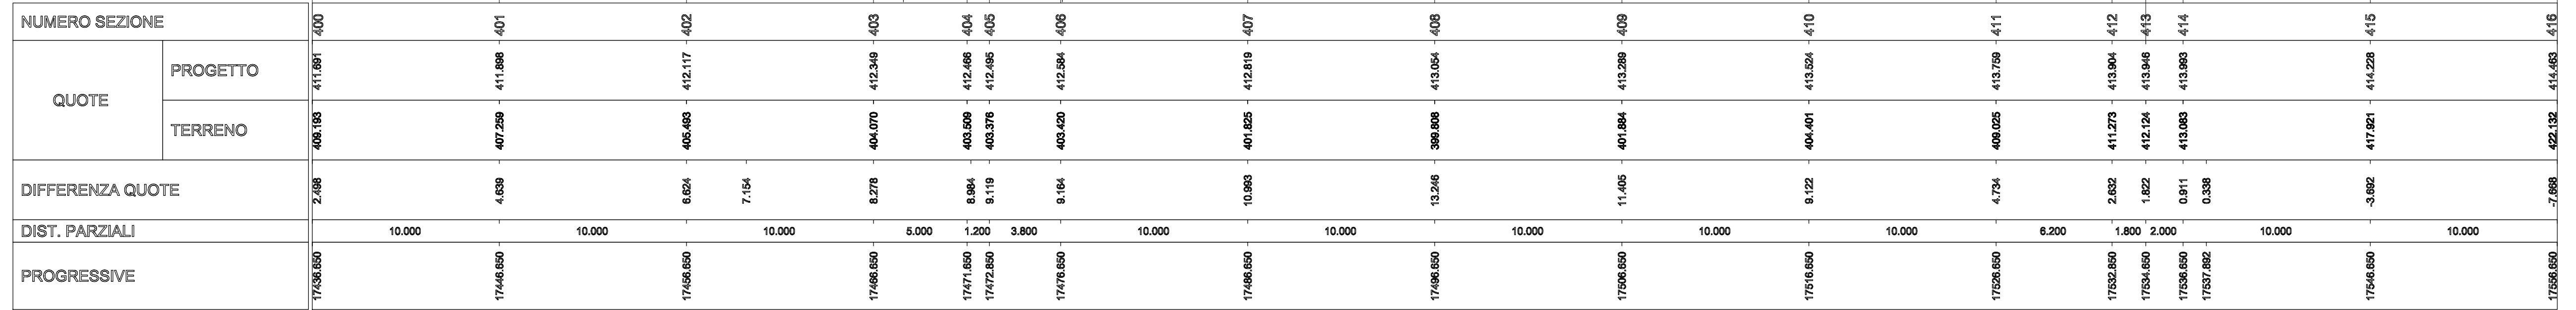 NUMERO SEZIONE 400 401 402 403 404 405 406 407 408 409 410 411 412 413 414 415 416
QUOTE
PROGETTO 411.691 411.898 412.117 412.349 412.466 412.495 412.584 412.819 413.054 413.289 413.524 413.759 413.904 413.946 413.993 414.228 414.463
TERRENO 409.193 407.259 405.493 404.070 403.509 403.376 403.420 401.825 399.808 401.884 404.401 409.025 411.273 412.124 413.083 417.921 422.132
DIFFERENZA QUOTE 2.498 4.639 6.624 7.154 8.278 8.984 9.119 9.164 10.993 13.246 11.405 9.122 4.734 2.632 1.822 0.911 0.338 -3.692 -7.668
DIST. PARZIALI 10.000 10.000 10.000 5.000 1.200 3.800 10.000 10.000 10.000 10.000 10.000 6.200 1.800 2.000 10.000 10.000
PROGRESSIVE 17436.650 17446.650 17456.650 17466.650 17471.650 17472.850 17476.650 17486.650 17496.650 17506.650 17516.650 17526.650 17532.850 17534.650 17536.650 17537.892 17546.650 17556.650